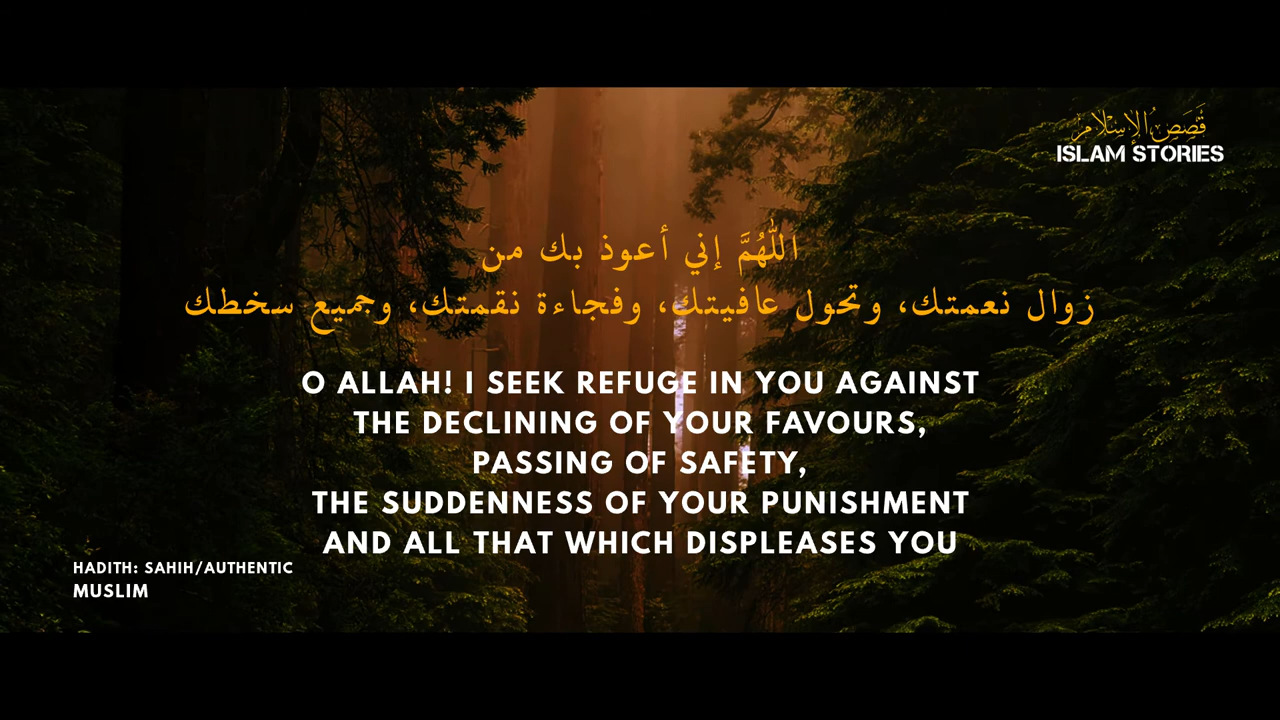 قَصَصُ الإسلام
ISLAM STORIES
اللّٰهُمَّ إني أعوذ بك من
زوال نعمتك، وتحول عافيتك، وفجاءة نقمتك، وجميع سخطك
O ALLAH! I SEEK REFUGE IN YOU AGAINST
THE DECLINING OF YOUR FAVOURS,
PASSING OF SAFETY,
THE SUDDENNESS OF YOUR PUNISHMENT
AND ALL THAT WHICH DISPLEASES YOU
HADITH: SAHIH/AUTHENTIC
MUSLIM